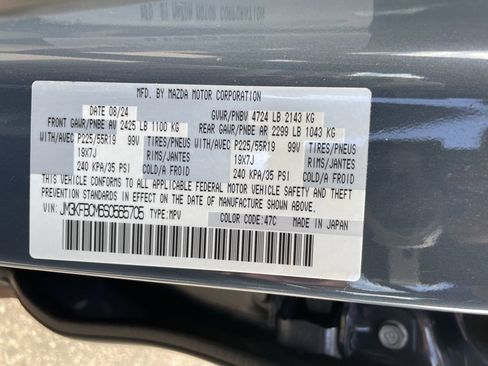 MFD. BY MAZDA MOTOR CORPORATION
DATE 08/24 GVWR/PNBV 4724 LB 2143 KG
FRONT GAWR/PNBE AV 2425 LB 1100 KG REAR GAWR/PNBE AR 2299 LB 1043 KG
WITH/AVEC P225/55R19 99V TIRES/PNEUS WITH/AVEC P225/55R19 99V TIRES/PNEUS
19X7J RIMS/JANTES 19X7J RIMS/JANTES
240 KPA/35 PSI COLD/A FROID 240 KPA/35 PSI COLD/A FROID
THIS VEHICLE CONFORMS TO ALL APPLICABLE FEDERAL MOTOR VEHICLE SAFETY AND THEFT
PREVENTION STANDARDS IN EFFECT ON THE DATE OF MANUFACTURE SHOWN ABOVE.
VIN: JM3KFBCM6S0565705 TYPE: MPV COLOR CODE: 47C MADE IN JAPAN